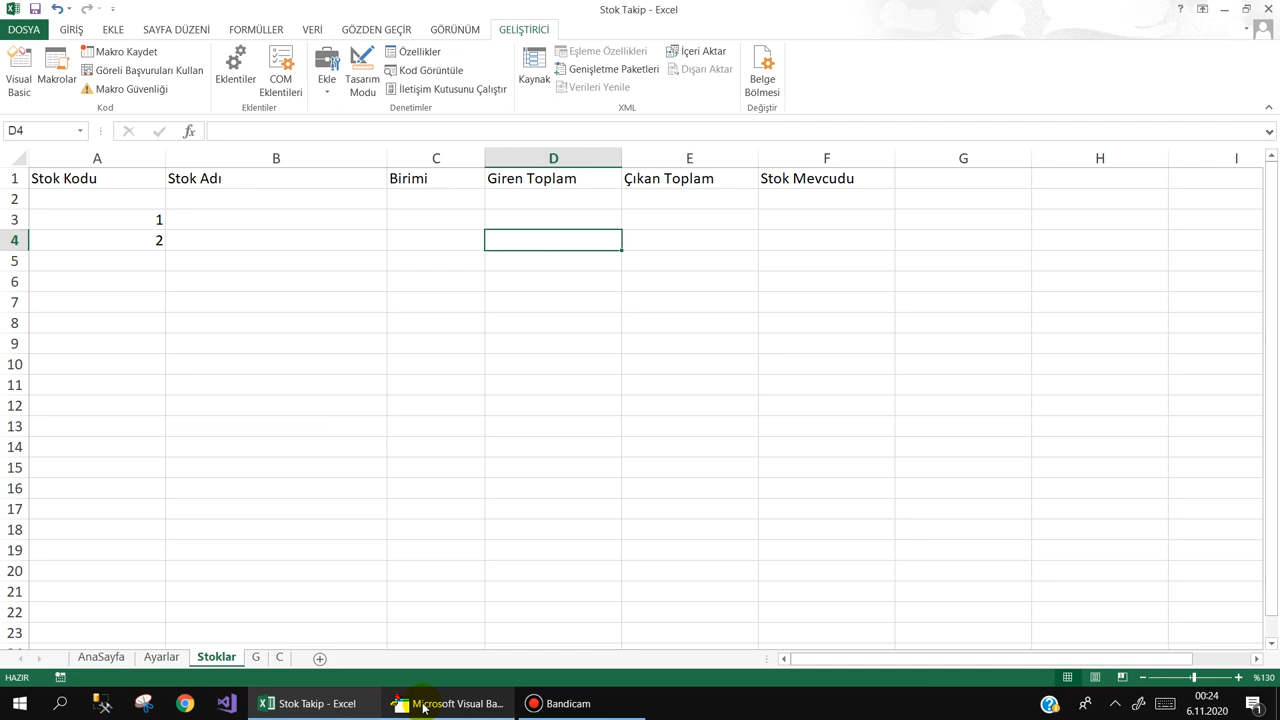 Stok Takip - Excel
?
DOSYA GİRİŞ EKLE SAYFA DÜZENİ FORMÜLLER VERİ GÖZDEN GEÇİR GÖRÜNÜM GELİŞTİRİCİ
Visual Basic
Makrolar
Makro Kaydet
Göreli Başvuruları Kullan
Makro Güvenliği
Kod
Eklentiler
COM Eklentileri
Eklentiler
Ekle
Tasarım Modu
Özellikler
Kod Görüntüle
İletişim Kutusunu Çalıştır
Denetimler
Kaynak
Eşleme Özellikleri
Genişletme Paketleri
Verileri Yenile
İçeri Aktar
Dışarı Aktar
XML
Belge Bölmesi
Değiştir
D4 fx
A B C D E F G H I
1 Stok Kodu Stok Adı Birimi Giren Toplam Çıkan Toplam Stok Mevcudu
2
3 1
4 2
5
6
7
8
9
10
11
12
13
14
15
16
17
18
19
20
21
22
23
AnaSayfa Ayarlar Stoklar G C
HAZIR %130
Stok Takip - Excel Microsoft Visual Ba... Bandicam 00:24
6.11.2020